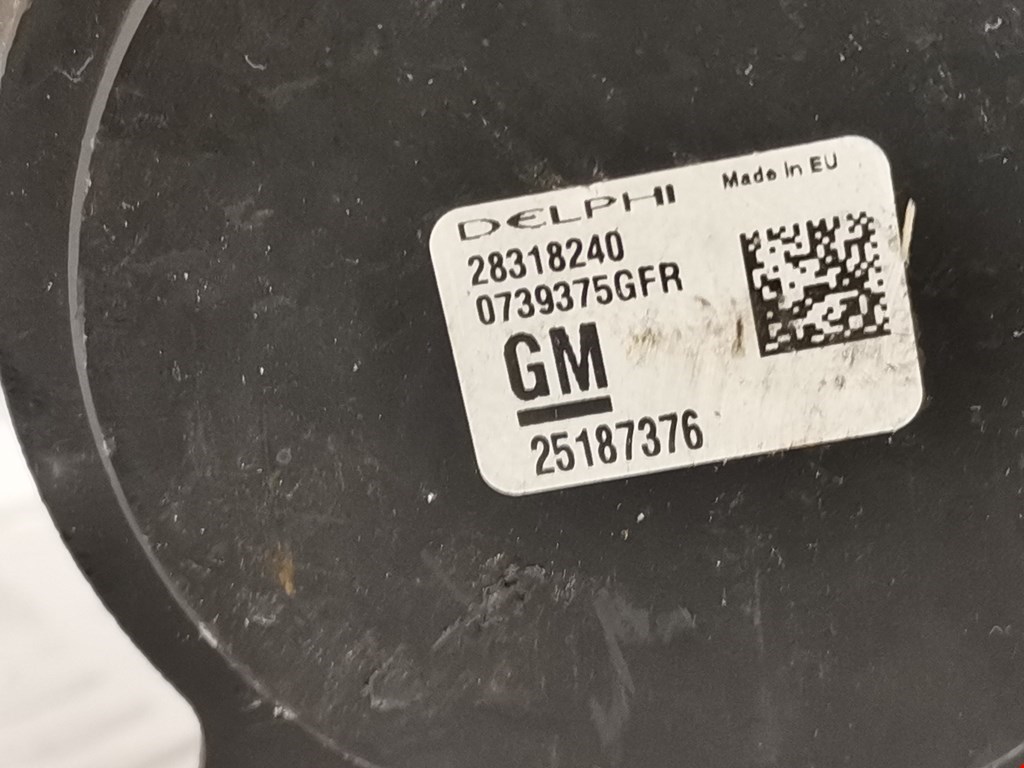 DELPHI
Made in EU
28318240
0739375GFR
GM
25187376